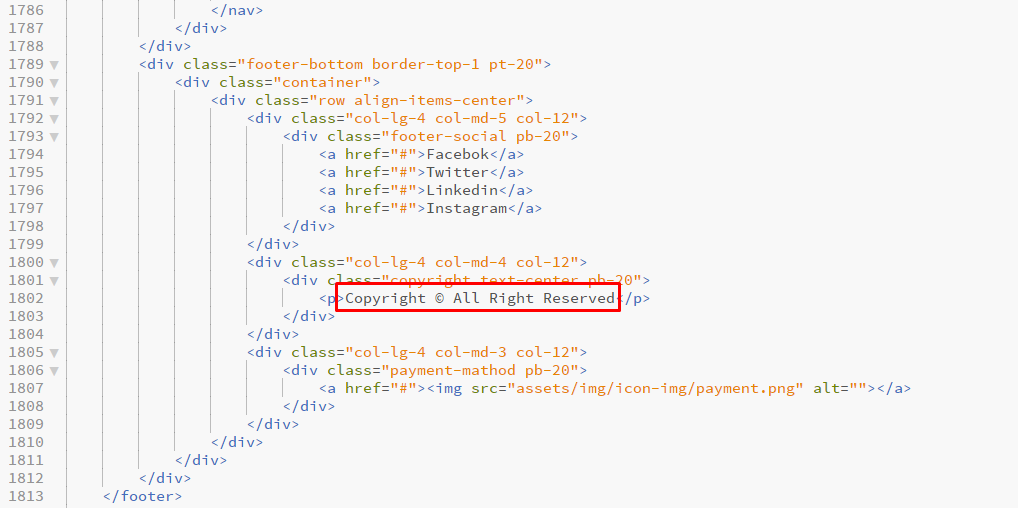 1786 </nav>
1787 </div>
1788 </div>
1789 <div class="footer-bottom border-top-1 pt-20">
1790 <div class="container">
1791 <div class="row align-items-center">
1792 <div class="col-lg-4 col-md-5 col-12">
1793 <div class="footer-social pb-20">
1794 <a href="#">Facebok</a>
1795 <a href="#">Twitter</a>
1796 <a href="#">Linkedin</a>
1797 <a href="#">Instagram</a>
1798 </div>
1799 </div>
1800 <div class="col-lg-4 col-md-4 col-12">
1801 <div class="copyright text-center pb-20">
1802 <p>Copyright © All Right Reserved</p>
1803 </div>
1804 </div>
1805 <div class="col-lg-4 col-md-3 col-12">
1806 <div class="payment-mathod pb-20">
1807 <a href="#"><img src="assets/img/icon-img/payment.png" alt=""></a>
1808 </div>
1809 </div>
1810 </div>
1811 </div>
1812 </div>
1813 </footer>